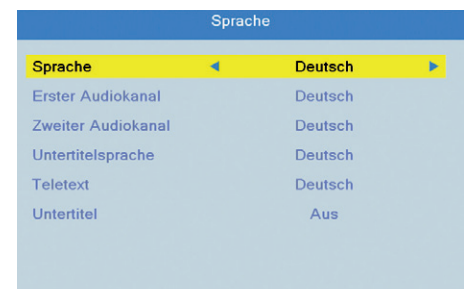 Sprache
Sprache Deutsch
Erster Audiokanal Deutsch
Zweiter Audiokanal Deutsch
Untertitelsprache Deutsch
Teletext Deutsch
Untertitel Aus